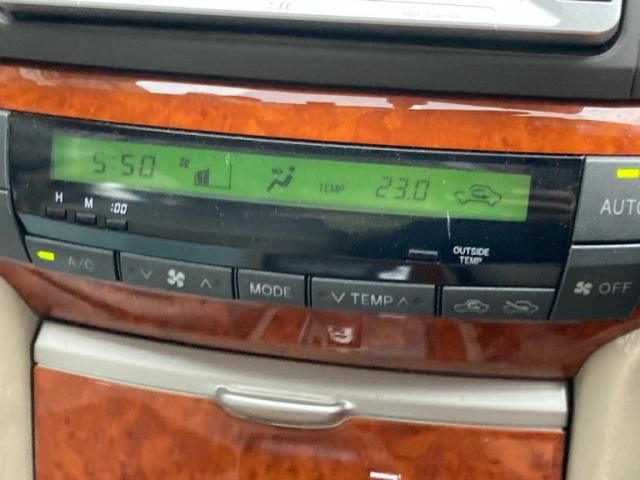 5:50 TEMP 23.0
H M :00
OUTSIDE
TEMP
AUTO
A/C MODE TEMP OFF